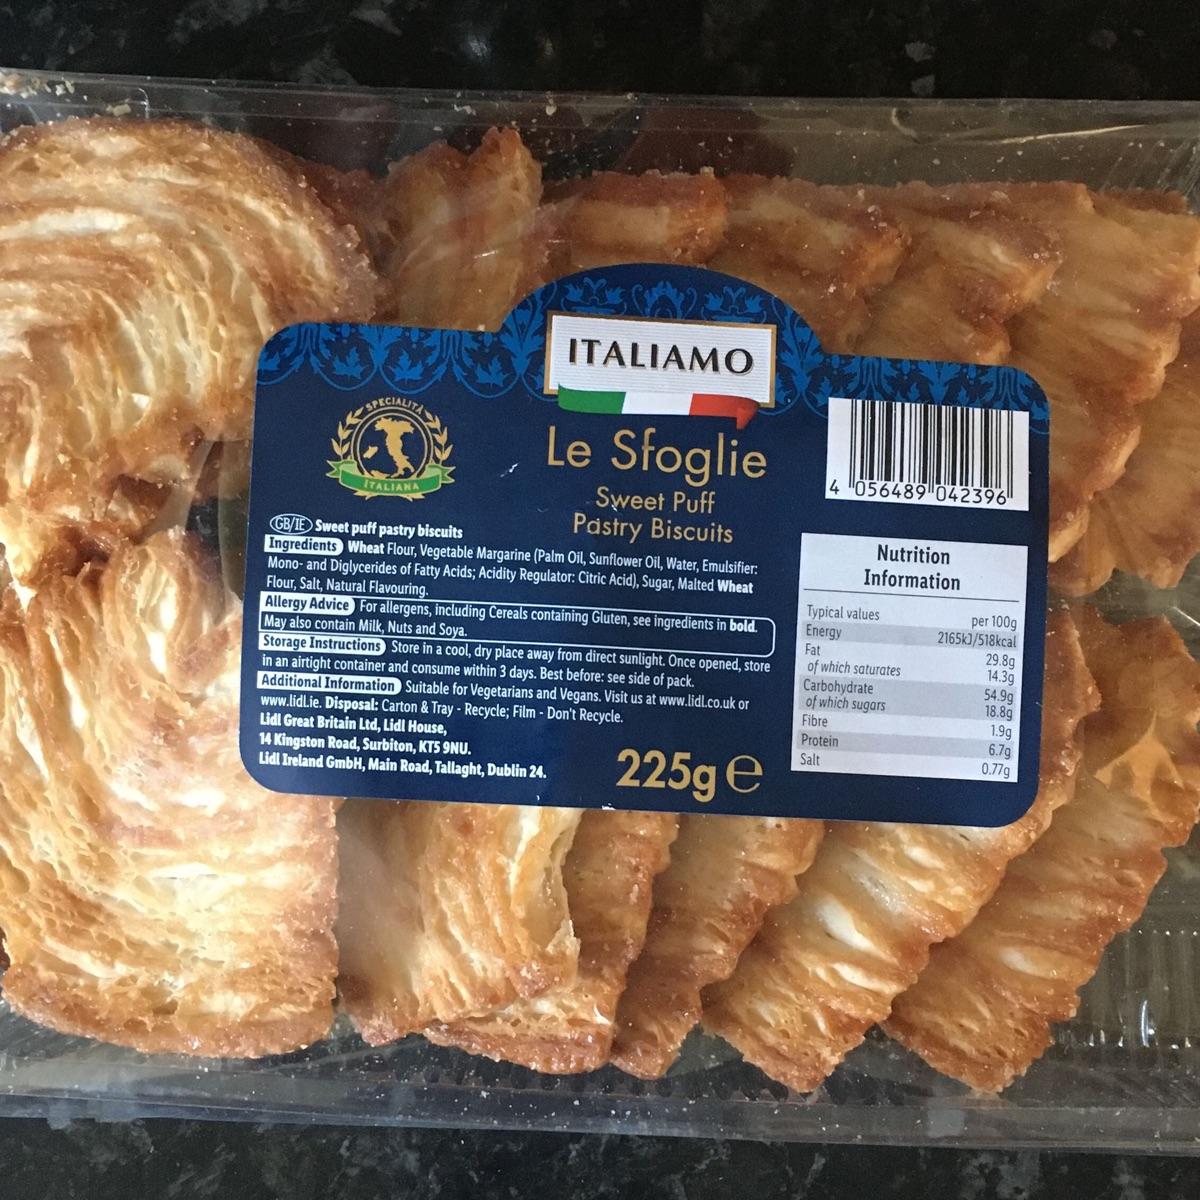 ITALIAMO
SPECIALITÀ
ITALIANA
Le Sfoglie
Sweet Puff
Pastry Biscuits
GB/IE Sweet puff pastry biscuits
Ingredients Wheat Flour, Vegetable Margarine (Palm Oil, Sunflower Oil, Water, Emulsifier:
Mono- and Diglycerides of Fatty Acids; Acidity Regulator: Citric Acid), Sugar, Malted Wheat
Flour, Salt, Natural Flavouring.
Allergy Advice For allergens, including Cereals containing Gluten, see ingredients in bold.
May also contain Milk, Nuts and Soya.
Storage Instructions Store in a cool, dry place away from direct sunlight. Once opened, store
in an airtight container and consume within 3 days. Best before: see side of pack.
Additional Information Suitable for Vegetarians and Vegans. Visit us at www.lidl.co.uk or
www.lidl.ie. Disposal: Carton & Tray - Recycle; Film - Don't Recycle.
Lidl Great Britain Ltd, Lidl House,
14 Kingston Road, Surbiton, KT5 9NU.
Lidl Ireland GmbH, Main Road, Tallaght, Dublin 24.
225g e
4 056489 042396
Nutrition
Information
Typical values per 100g
Energy 2165kJ/518kcal
Fat 29.8g
of which saturates 14.3g
Carbohydrate 54.9g
of which sugars 18.8g
Fibre 1.9g
Protein 6.7g
Salt 0.77g